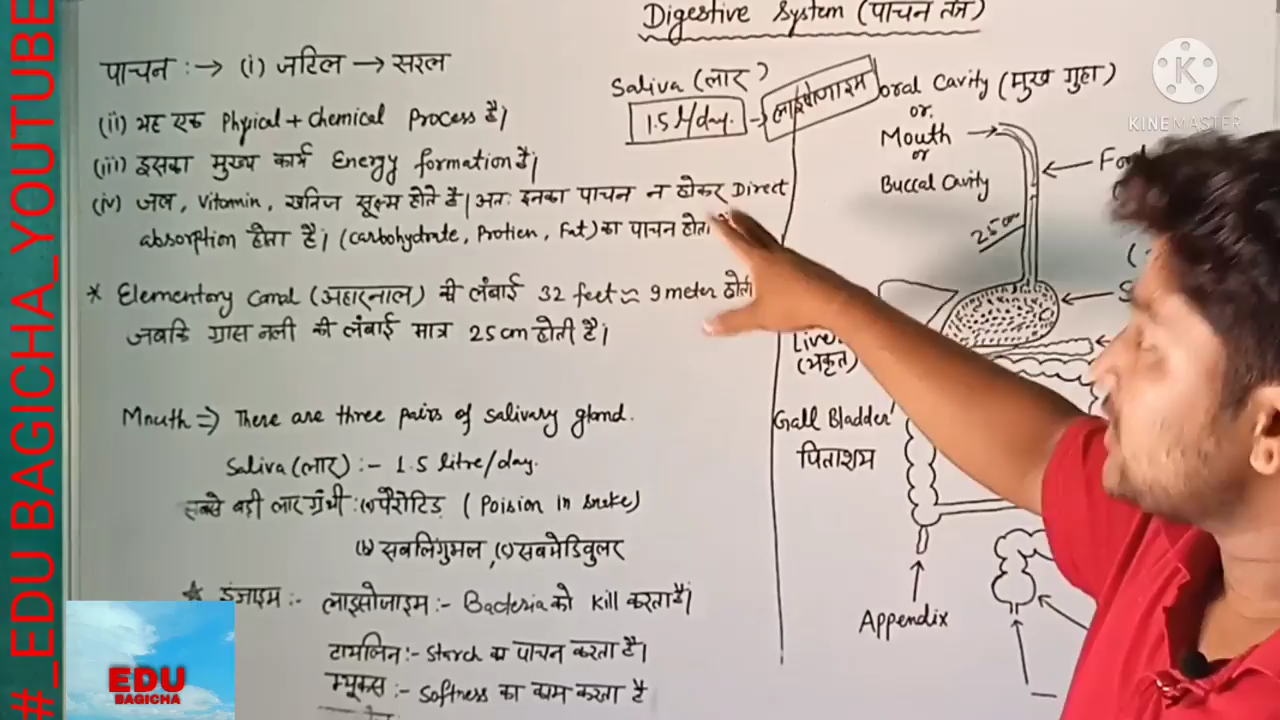 #_EDU BAGICHA_YOUTUBE
Digestive System (पाचन तंत्र)
पाचन :→ (i) जटिल → सरल
(ii) यह एक Physical + chemical Process है।
(iii) इसका मुख्य कार्य Energy formation है।
(iv) जल, Vitamin, खनिज सूक्ष्म होते है। अतः इनका पाचन न होकर Direct
absorption होता है। (carbohydrate, Protien, Fat) का पाचन होता
* Elementary Canal (अहारनाल) की लंबाई 32 feet ≈ 9 meter होती
जबकि ग्रास नली की लंबाई मात्र 25 cm होती है।
Mouth ⇒ There are three pairs of salivary gland.
Saliva (लार) :- 1.5 litre/day.
सबसे बड़ी लार ग्रंथी : (a) पैरोटिड (Poision in snake)
(b) सबलिंगुमल, (c) सबमेडिबुलर
* इंजाइम :- लाइसोजाइम :- Bacteria को Kill करता है।
टायलिन :- Starch का पाचन करता है।
म्यूकस :- Softness का काम करता है
Saliva (लार)
1.5 l/day. → लाइसोजाइम
oral Cavity (मुख गुहा)
or
Mouth
or
Buccal Cavity
25 cm
(यकृत)
Gall Bladder
पिताशय
Appendix
KINEMASTER
EDU
BAGICHA